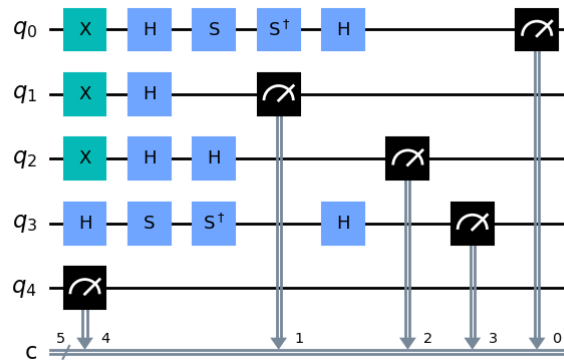 q0 X H S S† H
q1 X H
q2 X H H
q3 H S S† H
q4
c 5 4 1 2 3 0